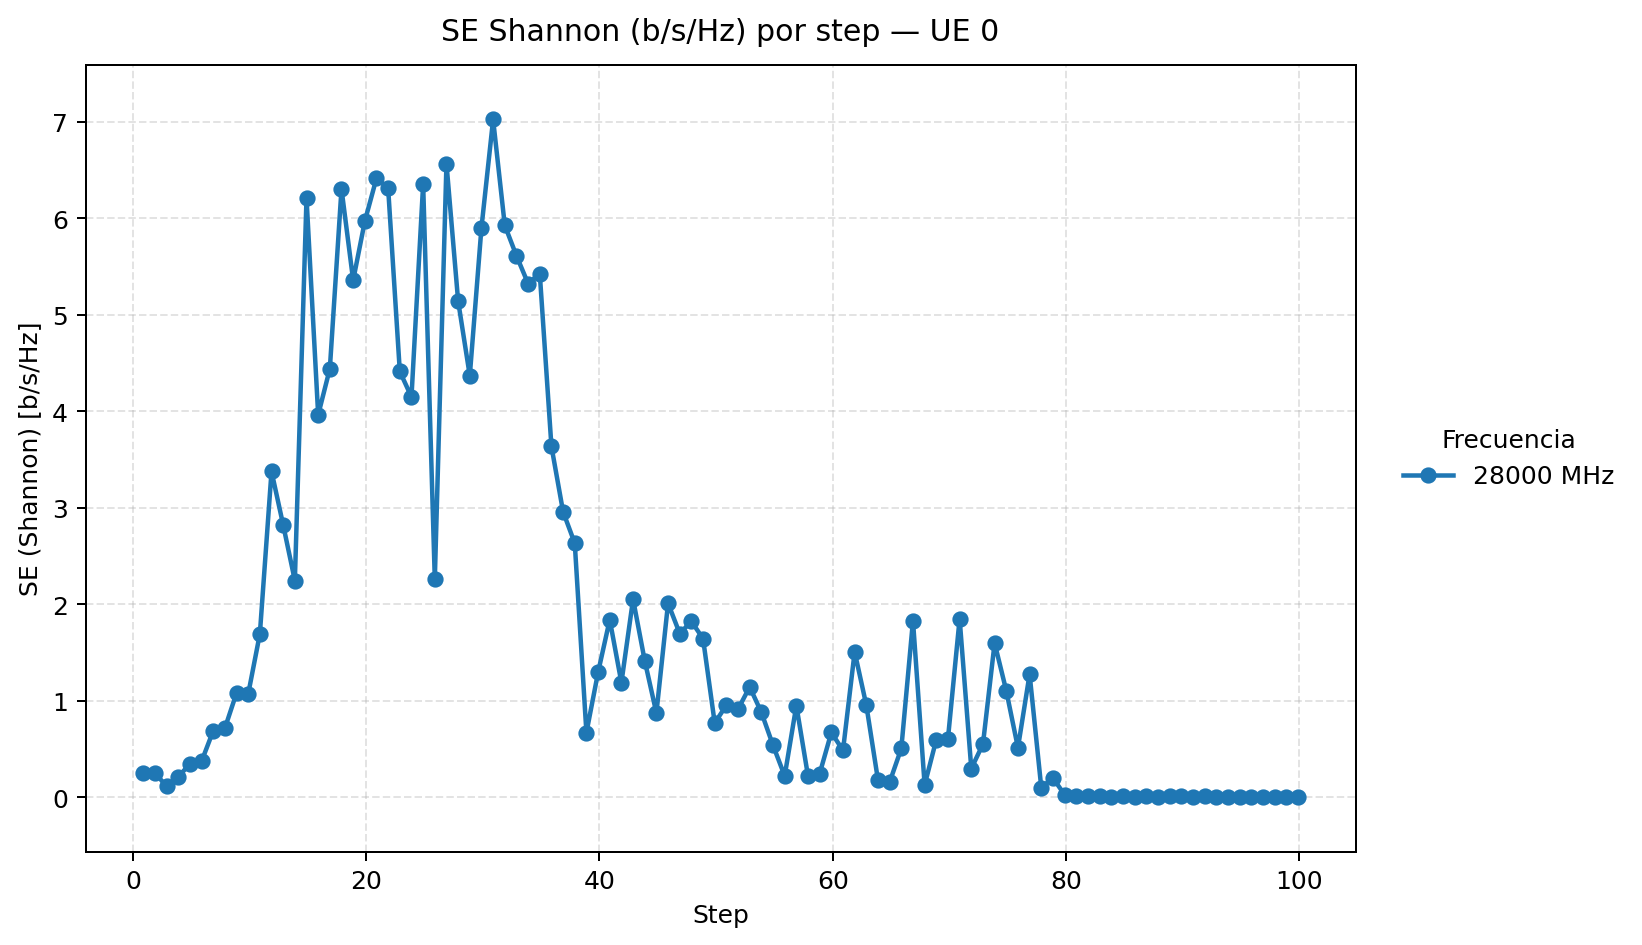 SE Shannon (b/s/Hz) por step — UE 0
SE (Shannon) [b/s/Hz]
7
6
5
4
3
2
1
0
0 20 40 60 80 100
Step
Frecuencia
28000 MHz